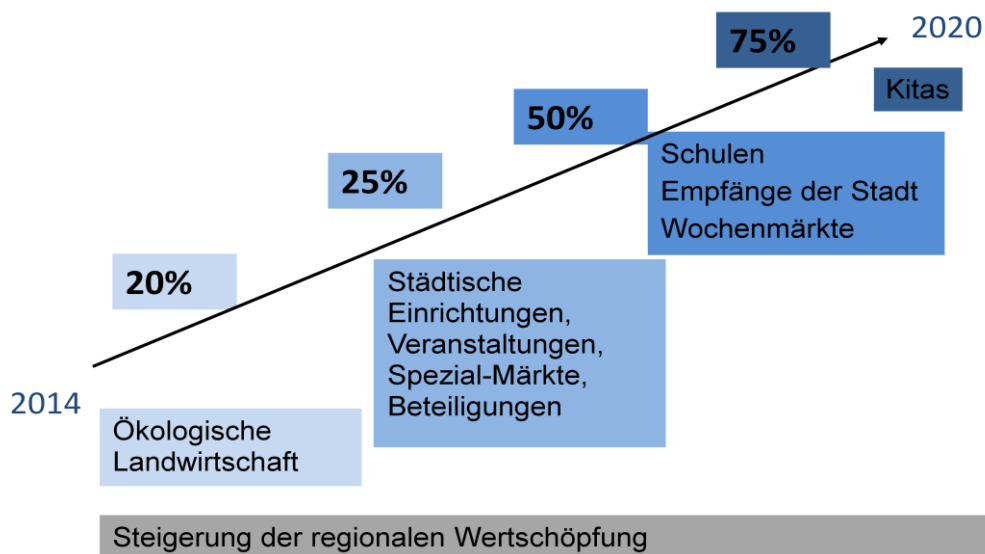 2020
75%
Kitas
50%
Schulen
Empfänge der Stadt
Wochenmärkte
25%
Städtische
Einrichtungen,
Veranstaltungen,
Spezial-Märkte,
Beteiligungen
20%
2014
Ökologische
Landwirtschaft
Steigerung der regionalen Wertschöpfung